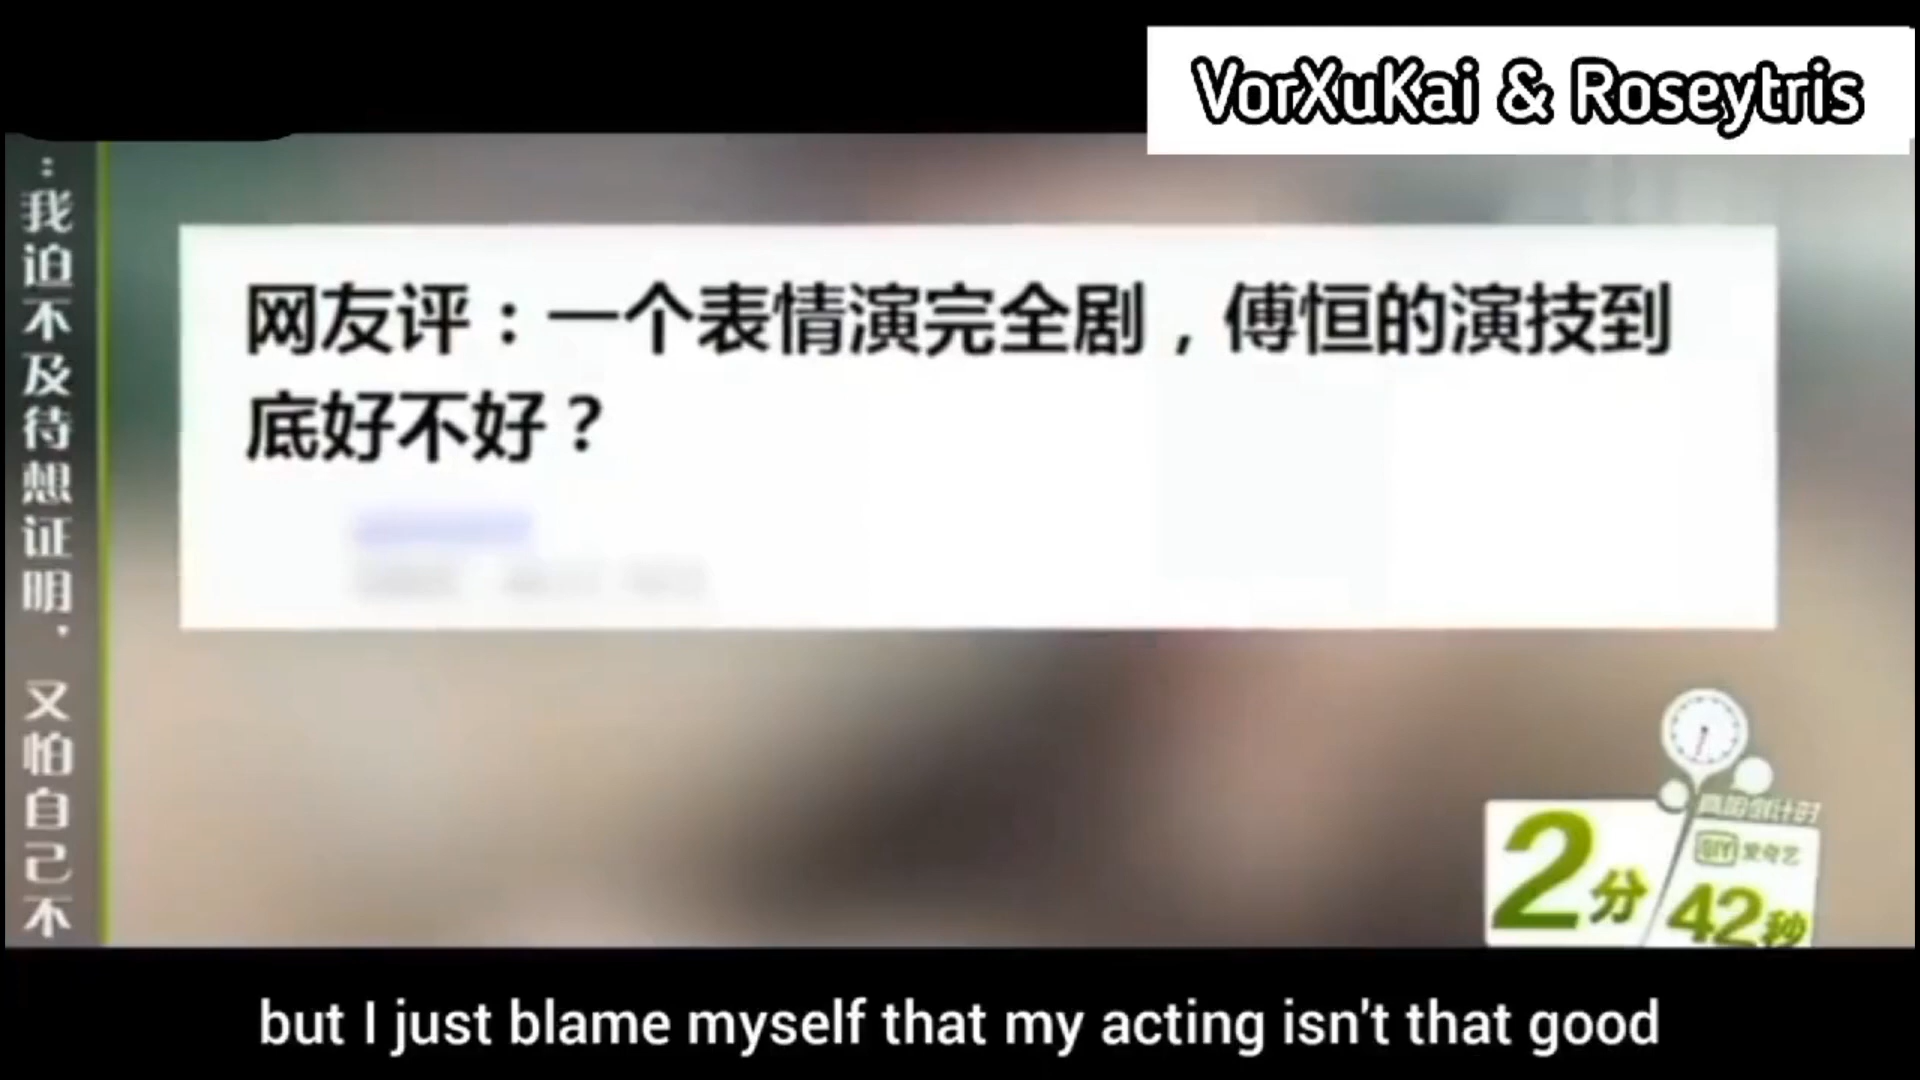 VorXuKai & Roseytris
：我迫不及待想证明，又怕自己不
网友评：一个表情演完全剧，傅恒的演技到
底好不好？
2分
爱奇艺
42秒
but I just blame myself that my acting isn't that good